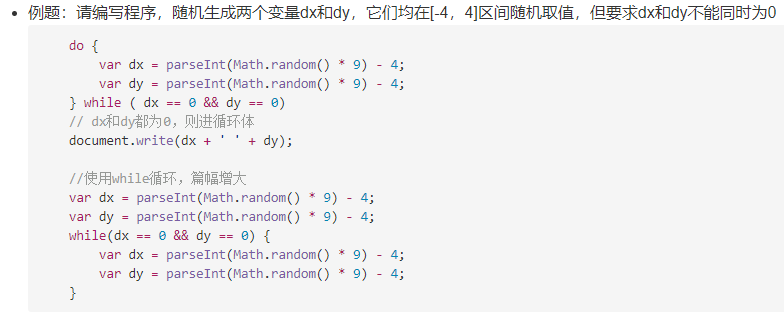 例题：请编写程序，随机生成两个变量dx和dy，它们均在[-4，4]区间随机取值，但要求dx和dy不能同时为0
do {
    var dx = parseInt(Math.random() * 9) - 4;
    var dy = parseInt(Math.random() * 9) - 4;
} while ( dx == 0 && dy == 0)
// dx和dy都为0，则进循环体
document.write(dx + ' ' + dy);
//使用while循环，篇幅增大
var dx = parseInt(Math.random() * 9) - 4;
var dy = parseInt(Math.random() * 9) - 4;
while(dx == 0 && dy == 0) {
    var dx = parseInt(Math.random() * 9) - 4;
    var dy = parseInt(Math.random() * 9) - 4;
}